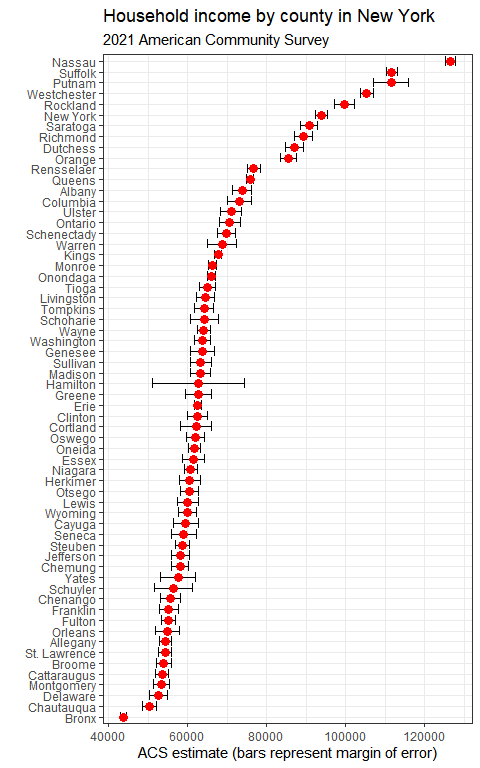 Household income by county in New York
2021 American Community Survey
Nassau
Suffolk
Putnam
Westchester
Rockland
New York
Saratoga
Richmond
Dutchess
Orange
Rensselaer
Queens
Albany
Columbia
Ulster
Ontario
Schenectady
Warren
Kings
Monroe
Onondaga
Tioga
Livingston
Tompkins
Schoharie
Wayne
Washington
Genesee
Sullivan
Madison
Hamilton
Greene
Erie
Clinton
Cortland
Oswego
Oneida
Essex
Niagara
Herkimer
Otsego
Lewis
Wyoming
Cayuga
Seneca
Steuben
Jefferson
Chemung
Yates
Schuyler
Chenango
Franklin
Fulton
Orleans
Allegany
St. Lawrence
Broome
Cattaraugus
Montgomery
Delaware
Chautauqua
Bronx
40000 60000 80000 100000 120000
ACS estimate (bars represent margin of error)